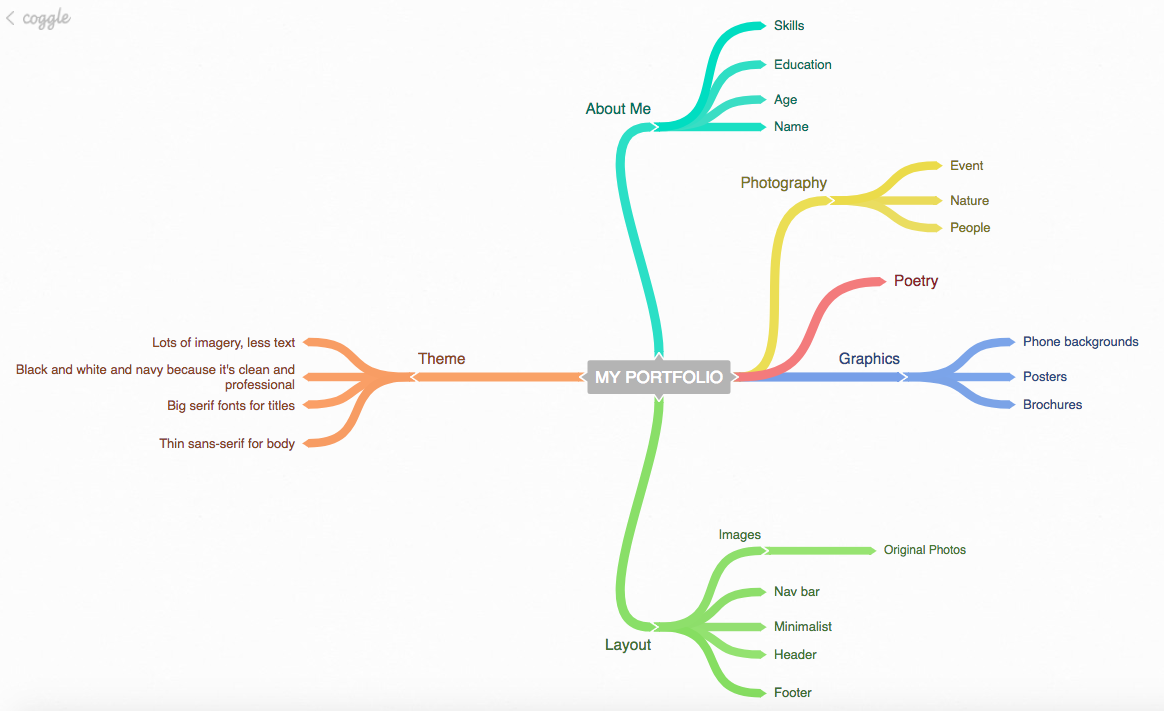 coggle
Skills
Education
About Me
Age
Name
Event
Photography
Nature
People
Poetry
Lots of imagery, less text
Theme
Graphics
Phone backgrounds
Black and white and navy because it's clean and
professional
MY PORTFOLIO
Posters
Big serif fonts for titles
Brochures
Thin sans-serif for body
Images
Original Photos
Nav bar
Minimalist
Layout
Header
Footer